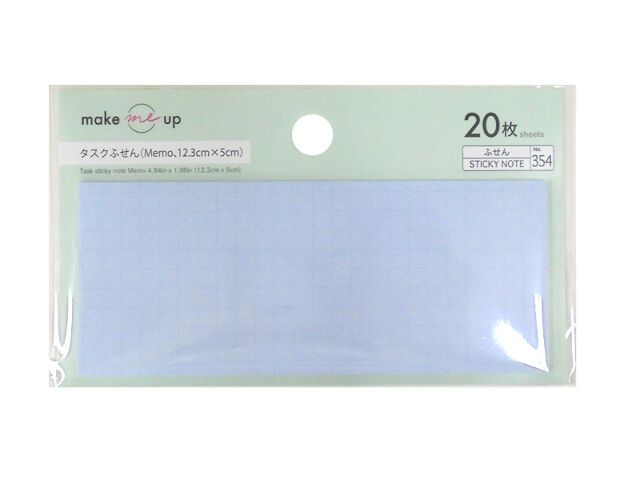 make me up
20枚 sheets
タスクふせん(Memo、12.3cm×5cm)
Task sticky note Memo 4.84in x 1.96in (12.3cm x 5cm)
ふせん
STICKY NOTE
No.
354